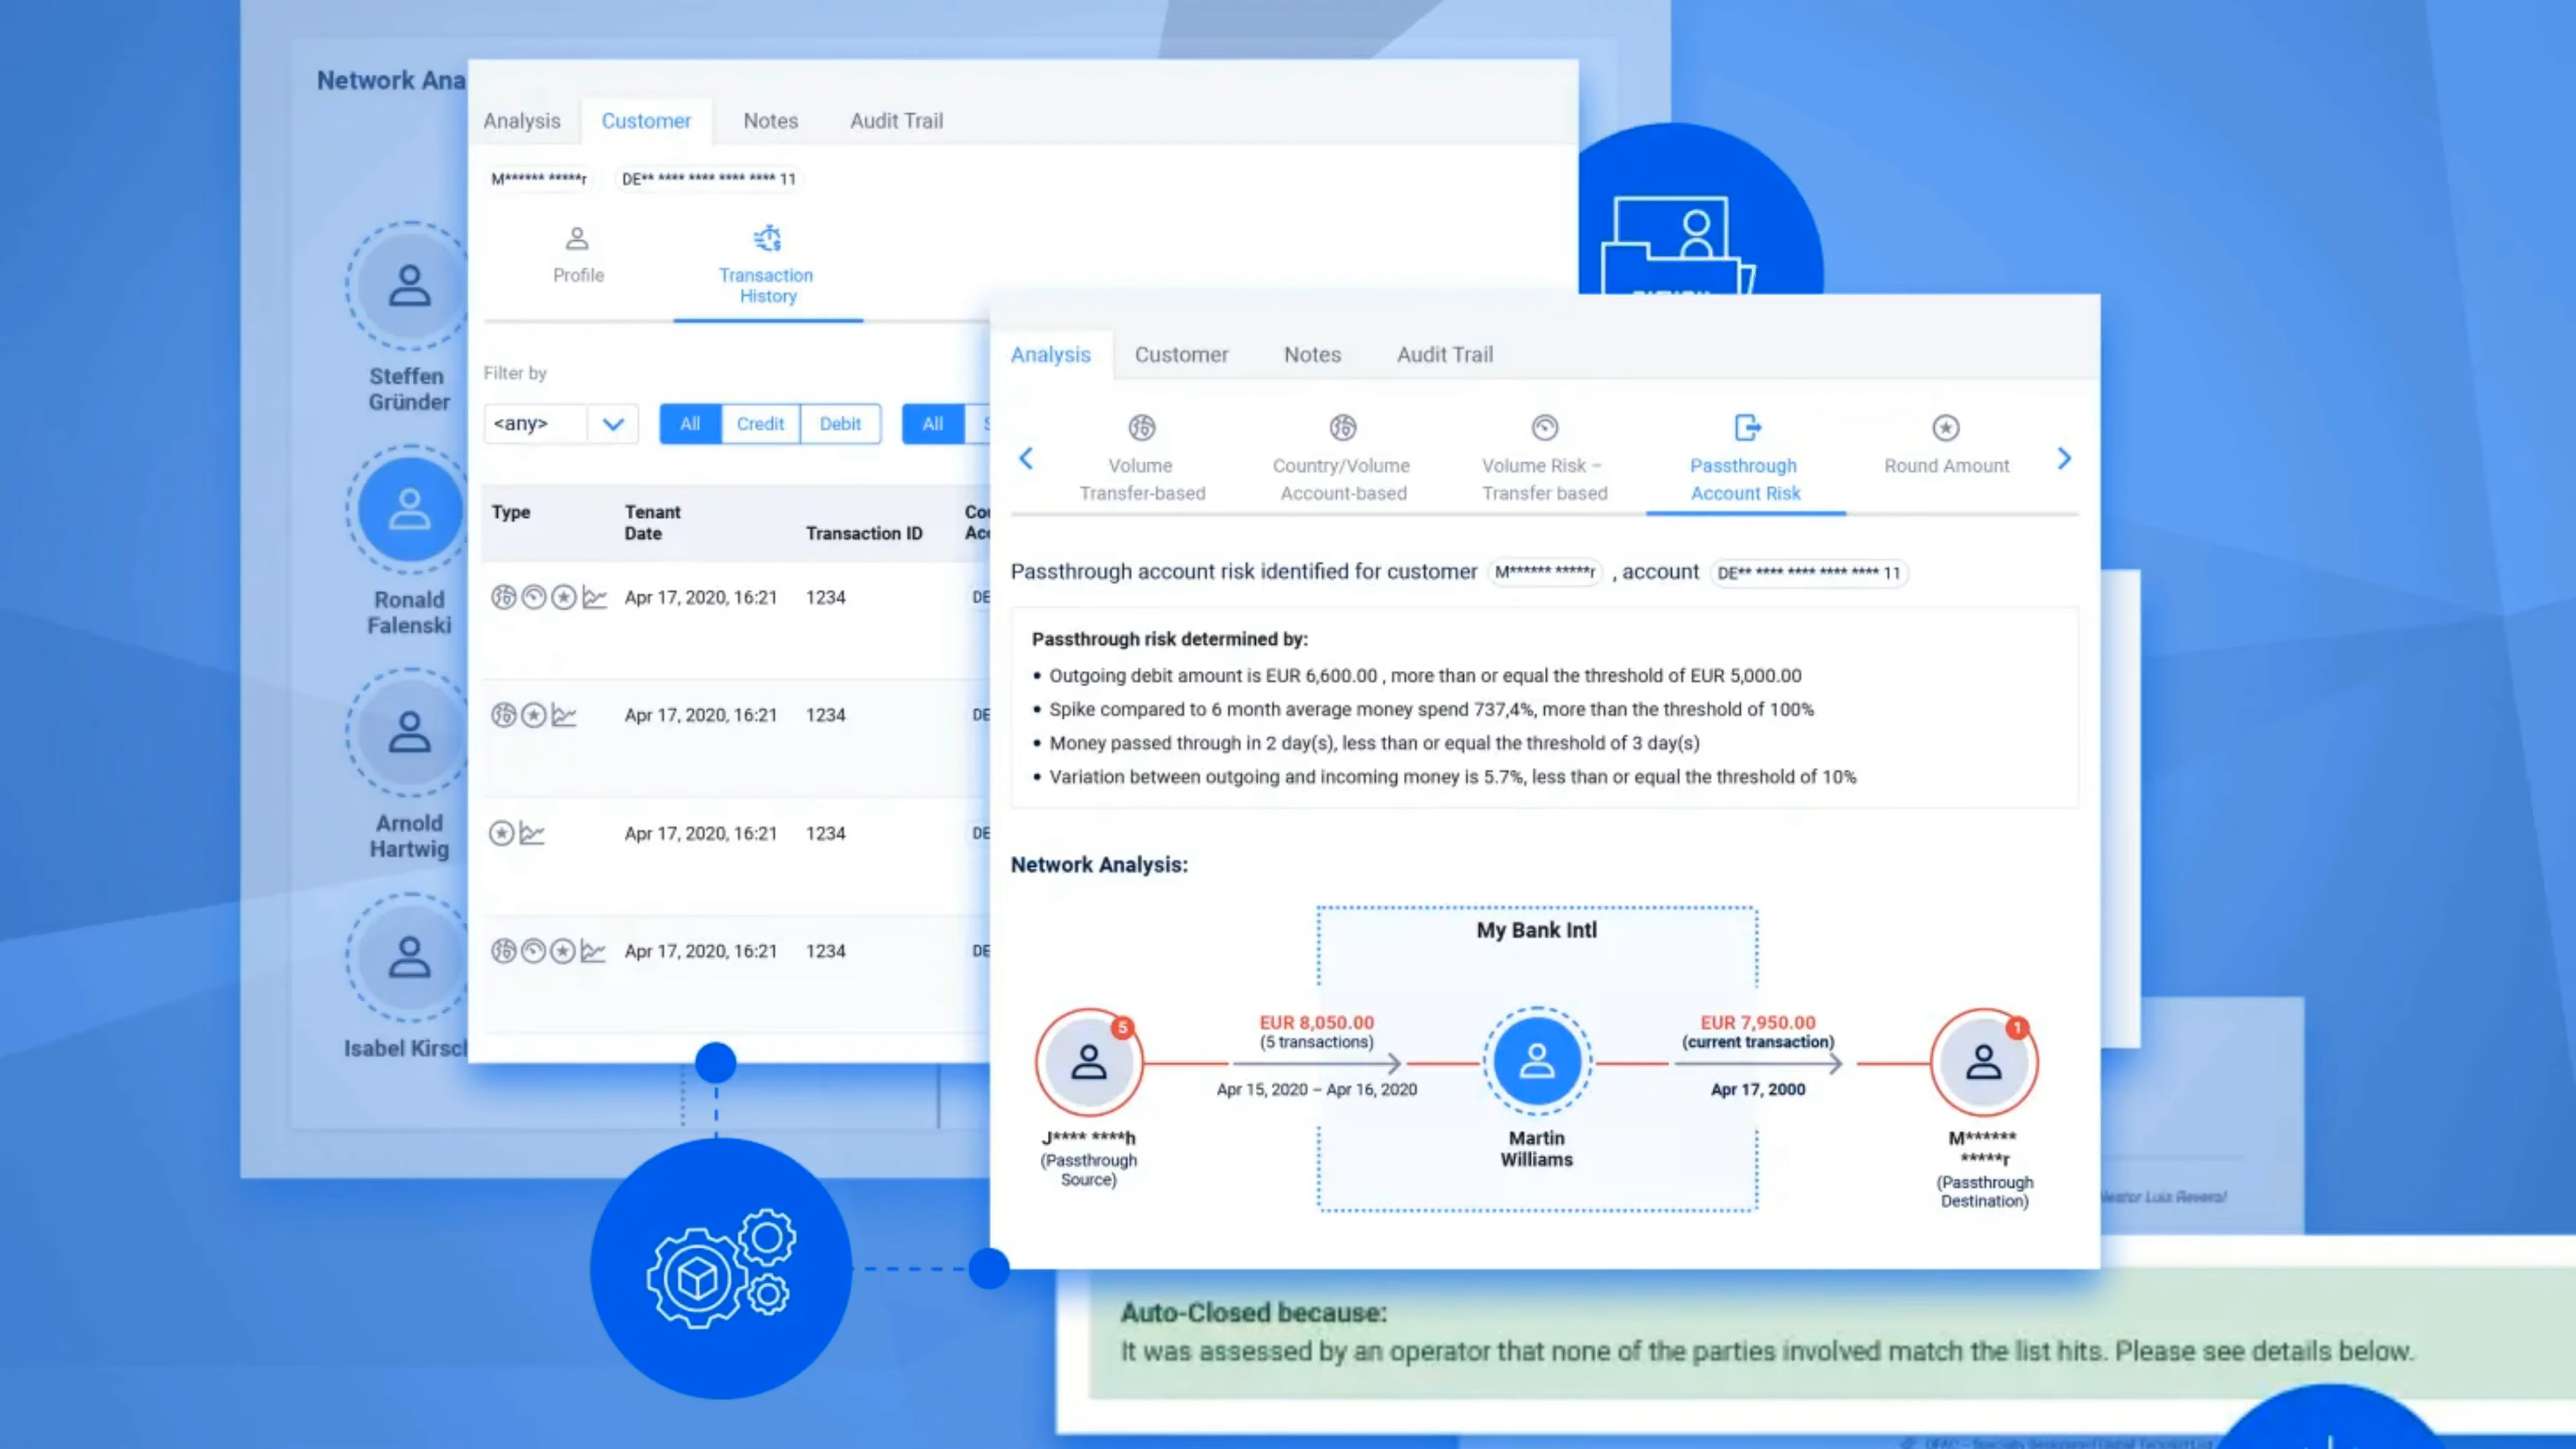 Network Ana
Steffen
Gründer
Ronald
Falenski
Arnold
Hartwig
Isabel Kirsch
Analysis Customer Notes Audit Trail
M****** *****r DE** **** **** **** **** 11
Profile
Transaction
History
Filter by
<any> All Credit Debit All S
Type Tenant
Date Transaction ID Cou
Acc
Apr 17, 2020, 16:21 1234 DE
Apr 17, 2020, 16:21 1234 DE
Apr 17, 2020, 16:21 1234 DE
Apr 17, 2020, 16:21 1234 DE
Analysis Customer Notes Audit Trail
Volume
Transfer-based
Country/Volume
Account-based
Volume Risk –
Transfer based
Passthrough
Account Risk
Round Amount
Passthrough account risk identified for customer M****** *****r , account DE** **** **** **** **** 11
Passthrough risk determined by:
• Outgoing debit amount is EUR 6,600.00 , more than or equal the threshold of EUR 5,000.00
• Spike compared to 6 month average money spend 737,4%, more than the threshold of 100%
• Money passed through in 2 day(s), less than or equal the threshold of 3 day(s)
• Variation between outgoing and incoming money is 5.7%, less than or equal the threshold of 10%
Network Analysis:
My Bank Intl
5
EUR 8,050.00
(5 transactions)
Apr 15, 2020 – Apr 16, 2020
EUR 7,950.00
(current transaction)
Apr 17, 2000
1
J**** ****h
(Passthrough
Source)
Martin
Williams
M******
*****r
(Passthrough
Destination)
Auto-Closed because:
It was assessed by an operator that none of the parties involved match the list hits. Please see details below.